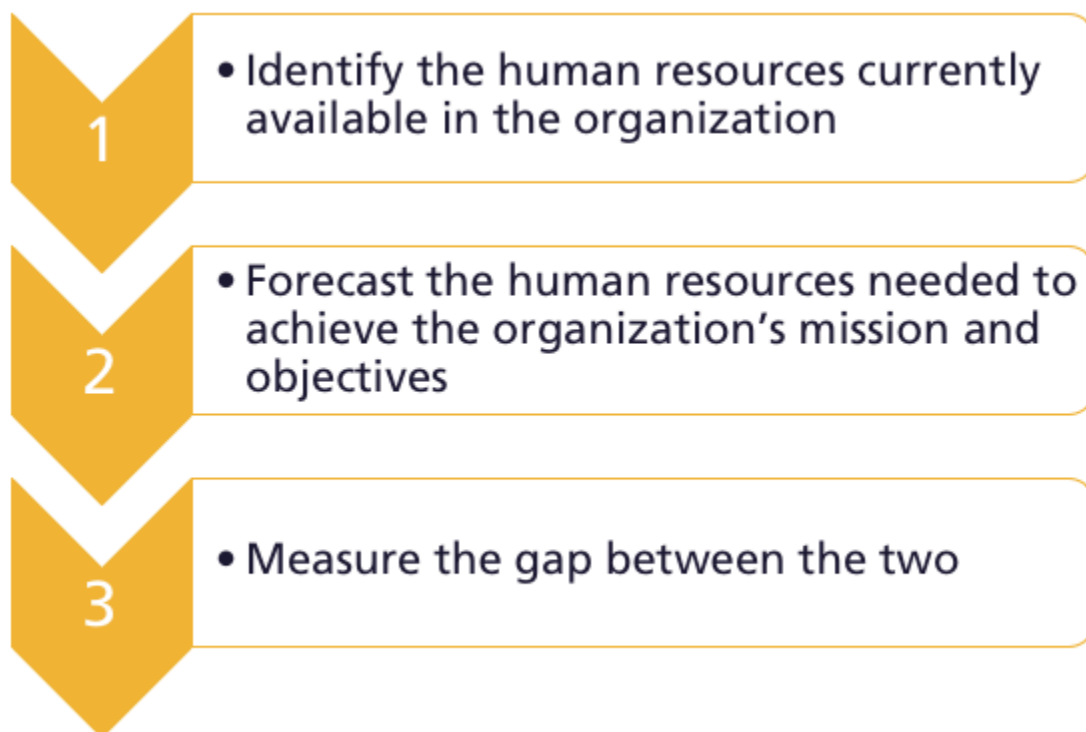 1
• Identify the human resources currently
available in the organization
2
• Forecast the human resources needed to
achieve the organization’s mission and
objectives
3
• Measure the gap between the two